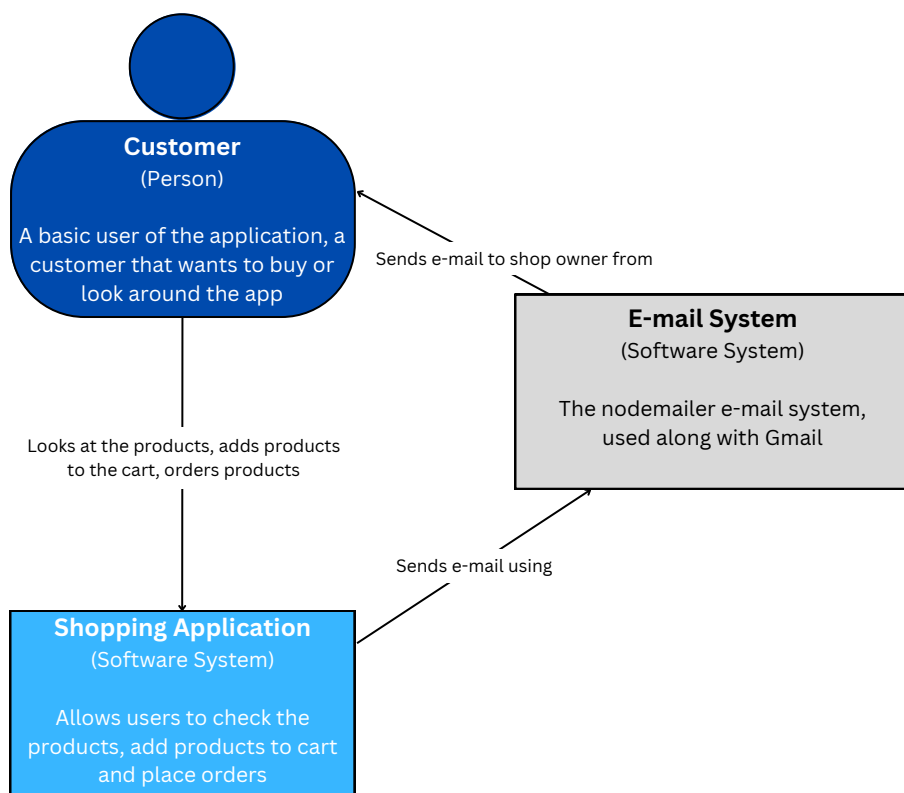 Customer
(Person)
A basic user of the application, a
customer that wants to buy or
look around the app
Sends e-mail to shop owner from
E-mail System
(Software System)
The nodemailer e-mail system,
used along with Gmail
Looks at the products, adds products
to the cart, orders products
Sends e-mail using
Shopping Application
(Software System)
Allows users to check the
products, add products to cart
and place orders